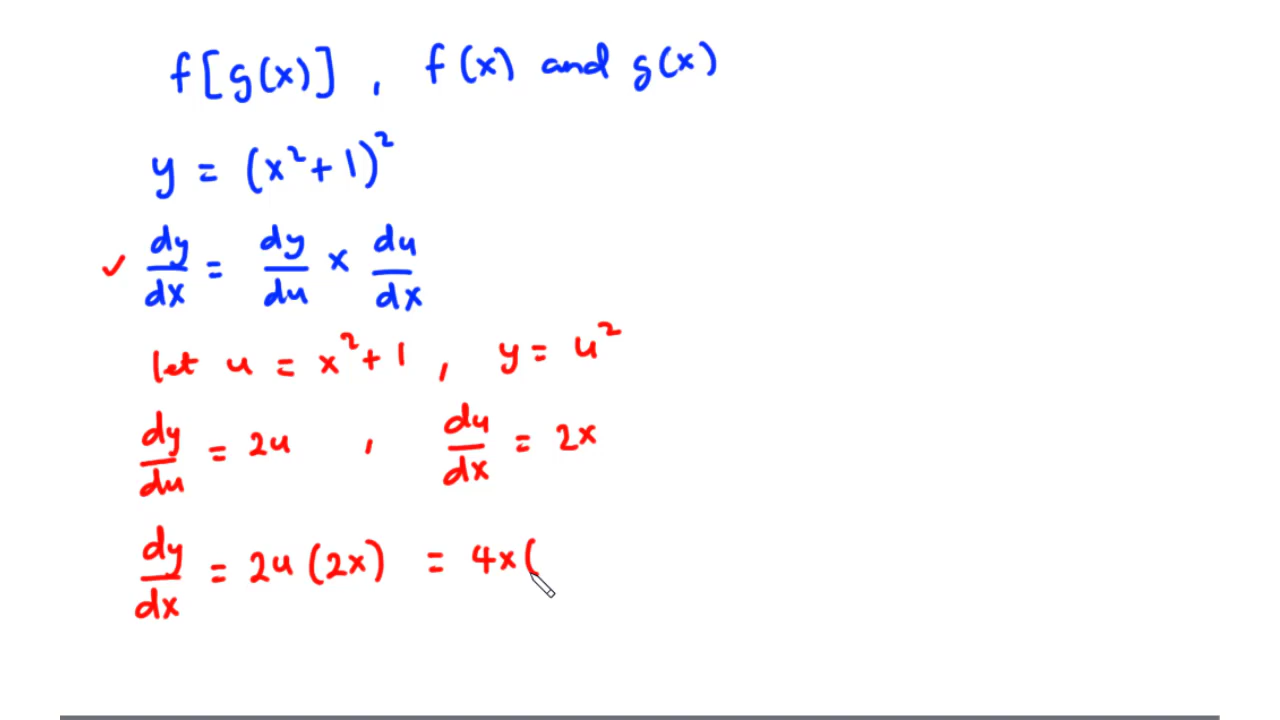 f[g(x)] , f(x) and g(x)
y = (x²+1)²
✓ dy/dx = dy/du × du/dx
let u = x²+1 , y = u²
dy/du = 2u , du/dx = 2x
dy/dx = 2u(2x) = 4x(